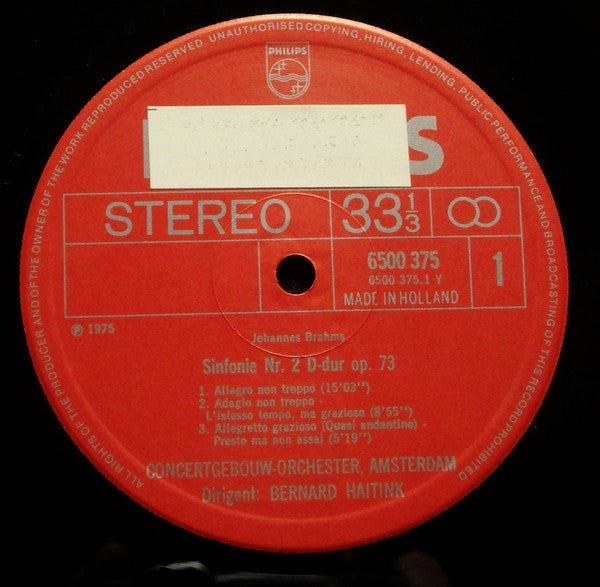 ALL RIGHTS OF THE PRODUCER AND OF THE OWNER OF THE WORK REPRODUCED RESERVED. UNAUTHORISED COPYING, HIRING, LENDING, PUBLIC PERFORMANCE AND BROADCASTING OF THIS RECORD PROHIBITED
PHILIPS
STEREO 33 1/3
6500 375
6500 375.1 Y
1
MADE IN HOLLAND
℗ 1975
Johannes Brahms
Sinfonie Nr. 2 D-dur op. 73
1. Allegro non troppo (15'03")
2. Adagio non troppo -
L'istesso tempo, ma grazioso (8'55")
3. Allegretto grazioso (Quasi andantino) -
Presto ma non assai (5'19")
CONCERTGEBOUW-ORCHESTER, AMSTERDAM
Dirigent: BERNARD HAITINK